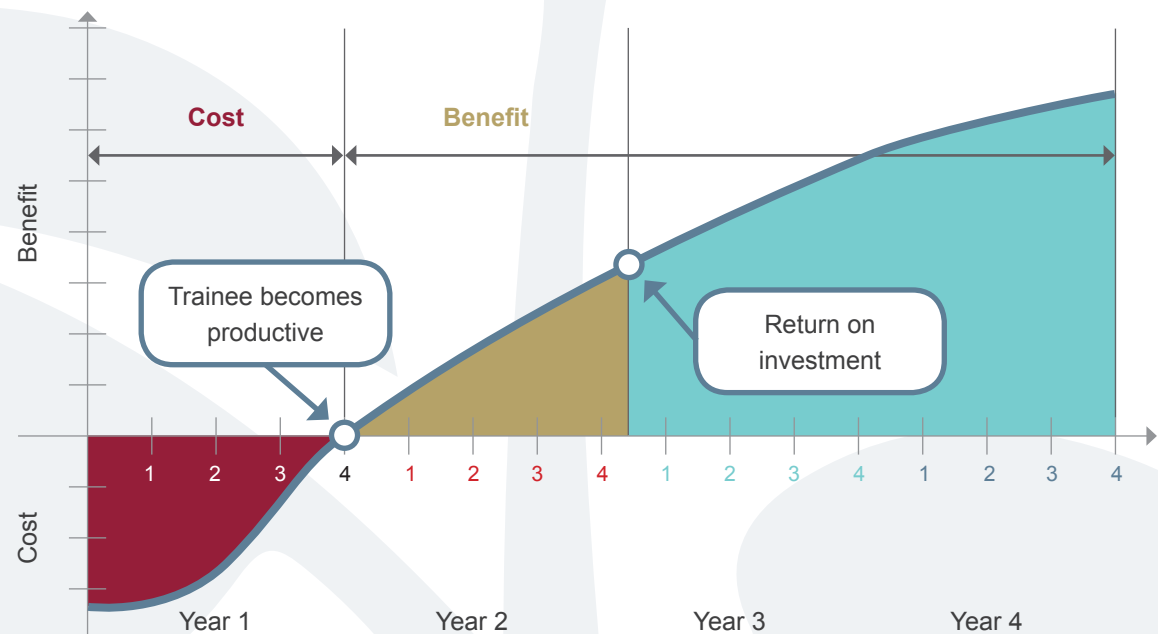 Cost
Benefit
Benefit
Trainee becomes
productive
Return on
investment
1 2 3 4 1 2 3 4 1 2 3 4 1 2 3 4
Cost
Year 1 Year 2 Year 3 Year 4